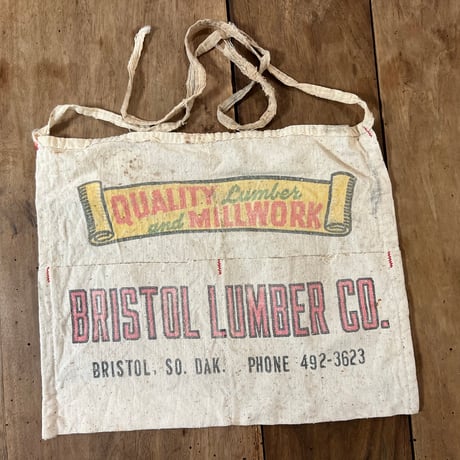 QUALITY Lumber
and MILLWORK
BRISTOL LUMBER CO.
BRISTOL, SO. DAK. PHONE 492-3623